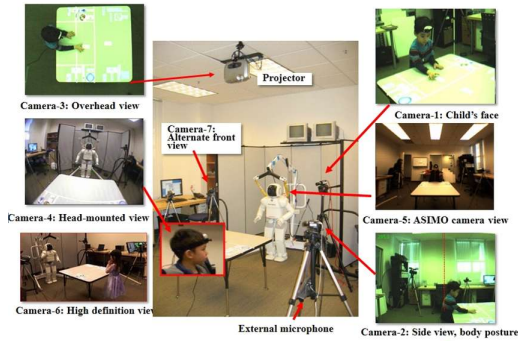 Camera-3: Overhead view
Projector
Camera-1: Child's face
Camera-7:
Alternate front
view
Camera-4: Head-mounted view
Camera-5: ASIMO camera view
Camera-6: High definition view
External microphone
Camera-2: Side view, body posture